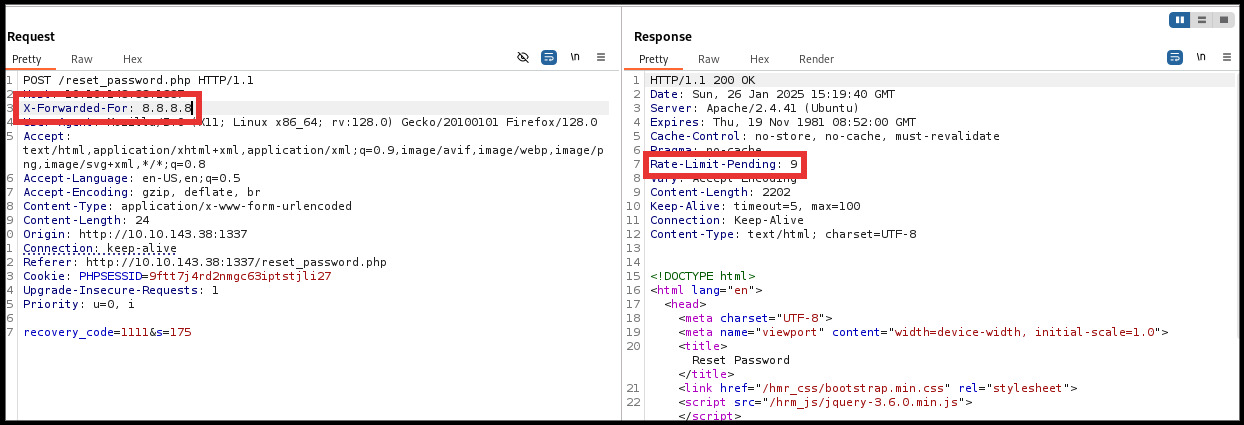 Request
Pretty Raw Hex \n
1 POST /reset_password.php HTTP/1.1
3 X-Forwarded-For: 8.8.8.8
4 User-Agent: Mozilla/5.0 (X11; Linux x86_64; rv:128.0) Gecko/20100101 Firefox/128.0
5 Accept:
text/html,application/xhtml+xml,application/xml;q=0.9,image/avif,image/webp,image/p
ng,image/svg+xml,*/*;q=0.8
6 Accept-Language: en-US,en;q=0.5
7 Accept-Encoding: gzip, deflate, br
8 Content-Type: application/x-www-form-urlencoded
9 Content-Length: 24
0 Origin: http://10.10.143.38:1337
1 Connection: keep-alive
2 Referer: http://10.10.143.38:1337/reset_password.php
3 Cookie: PHPSESSID=9ftt7j4rd2nmgc63iptstjli27
4 Upgrade-Insecure-Requests: 1
5 Priority: u=0, i
6
7 recovery_code=1111&s=175
Response
Pretty Raw Hex Render \n
1 HTTP/1.1 200 OK
2 Date: Sun, 26 Jan 2025 15:19:40 GMT
3 Server: Apache/2.4.41 (Ubuntu)
4 Expires: Thu, 19 Nov 1981 08:52:00 GMT
5 Cache-Control: no-store, no-cache, must-revalidate
6 Pragma: no-cache
7 Rate-Limit-Pending: 9
8 Vary: Accept-Encoding
9 Content-Length: 2202
10 Keep-Alive: timeout=5, max=100
11 Connection: Keep-Alive
12 Content-Type: text/html; charset=UTF-8
13
14
15 <!DOCTYPE html>
16 <html lang="en">
17 <head>
18 <meta charset="UTF-8">
19 <meta name="viewport" content="width=device-width, initial-scale=1.0">
20 <title>
Reset Password
</title>
21 <link href="/hmr_css/bootstrap.min.css" rel="stylesheet">
22 <script src="/hrm_js/jquery-3.6.0.min.js">
</script>